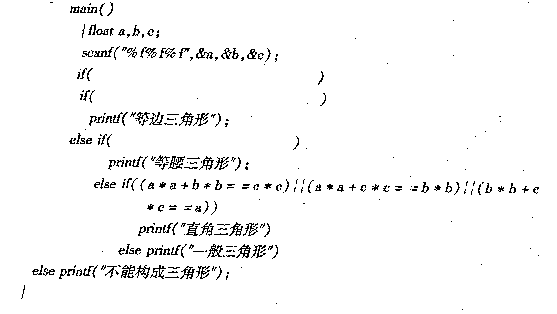 main()
{float a,b,c;
scanf("%f%f%f",&a,&b,&c);
if( )
if( )
printf("等边三角形");
else if( )
printf("等腰三角形");
else if((a*a+b*b==c*c)||(a*a+c*c==b*b)||(b*b+c
*c==a))
printf("直角三角形")
else printf("一般三角形")
else printf("不能构成三角形");
}